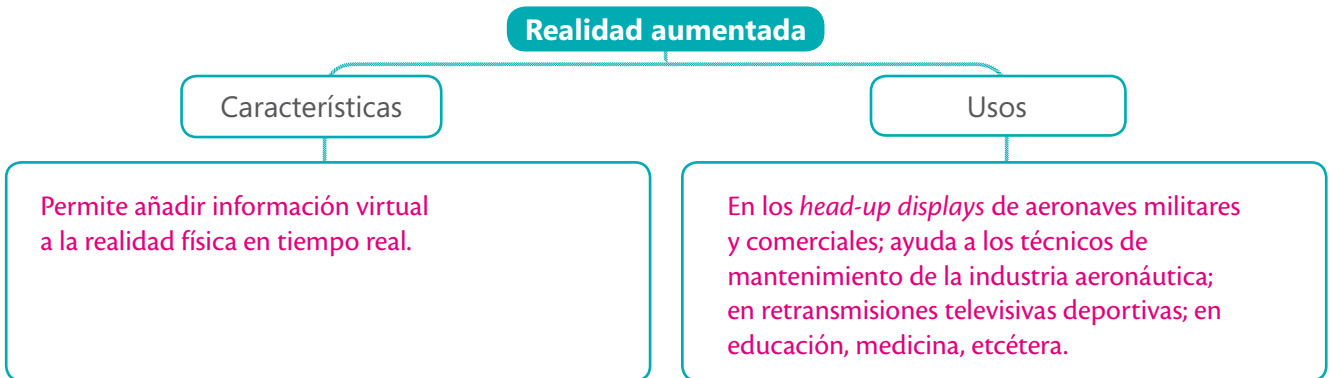 Realidad aumentada
Características
Usos
Permite añadir información virtual
a la realidad física en tiempo real.
En los head-up displays de aeronaves militares
y comerciales; ayuda a los técnicos de
mantenimiento de la industria aeronáutica;
en retransmisiones televisivas deportivas; en
educación, medicina, etcétera.